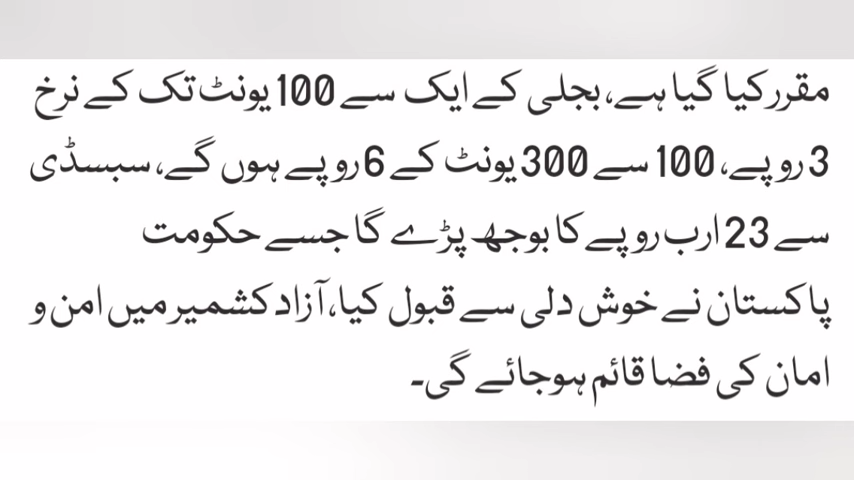 مقرر کیا گیا ہے، بجلی کے ایک سے 100 یونٹ تک کے نرخ
3 روپے، 100 سے 300 یونٹ کے 6 روپے ہوں گے، سبسڈی
سے 23 ارب روپے کا بوجھ پڑے گا جسے حکومت
پاکستان نے خوش دلی سے قبول کیا، آزاد کشمیر میں امن و
امان کی فضا قائم ہوجائے گی۔